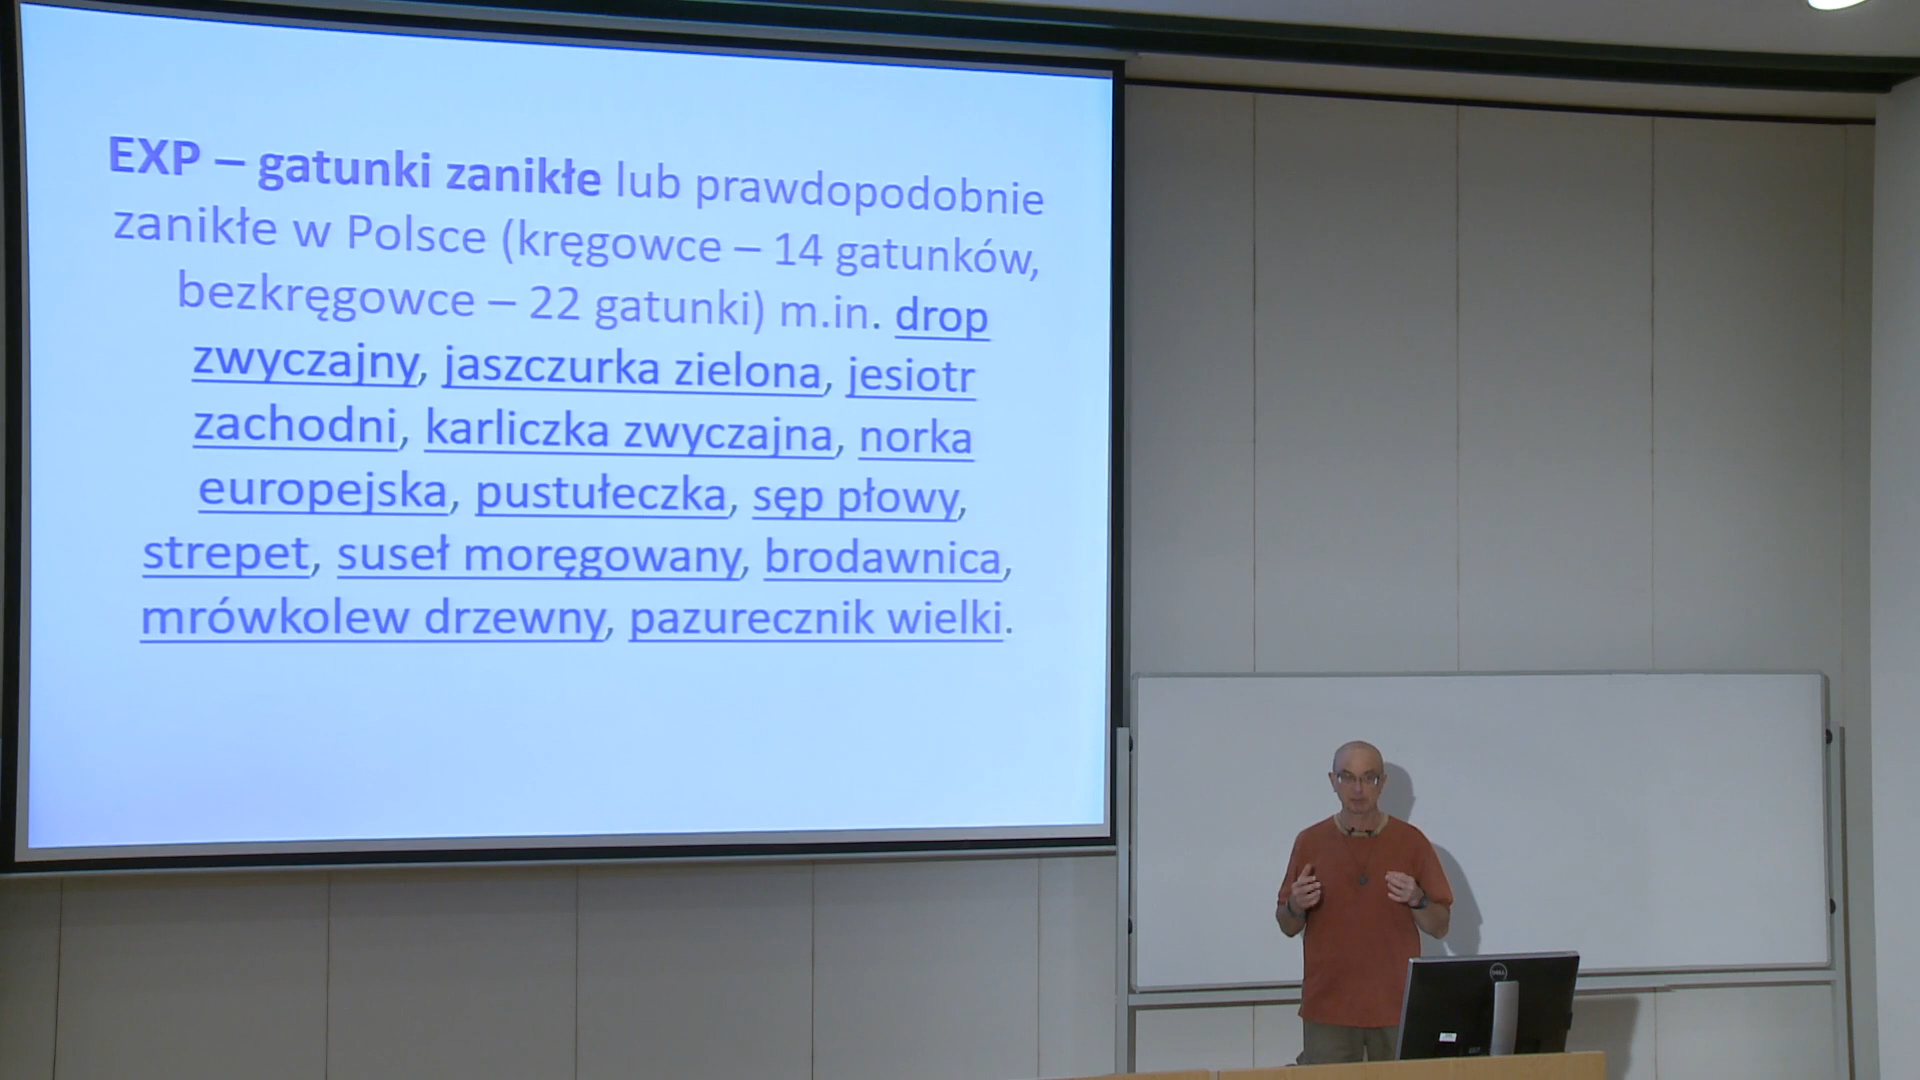 EXP – gatunki zanikłe lub prawdopodobnie
zanikłe w Polsce (kręgowce – 14 gatunków,
bezkręgowce – 22 gatunki) m.in. drop
zwyczajny, jaszczurka zielona, jesiotr
zachodni, karliczka zwyczajna, norka
europejska, pustułeczka, sęp płowy,
strepet, suseł moręgowany, brodawnica,
mrówkolew drzewny, pazurecznik wielki.
DELL